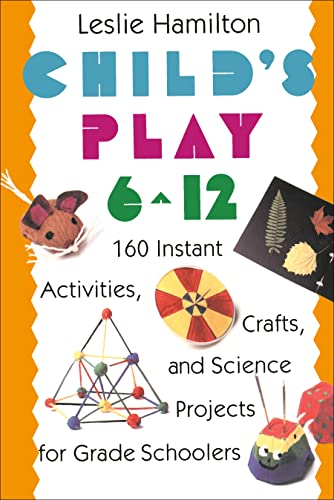 Leslie Hamilton
CHILD'S
PLAY
6-12
160 Instant
Activities,
Crafts,
and Science
Projects
for Grade Schoolers